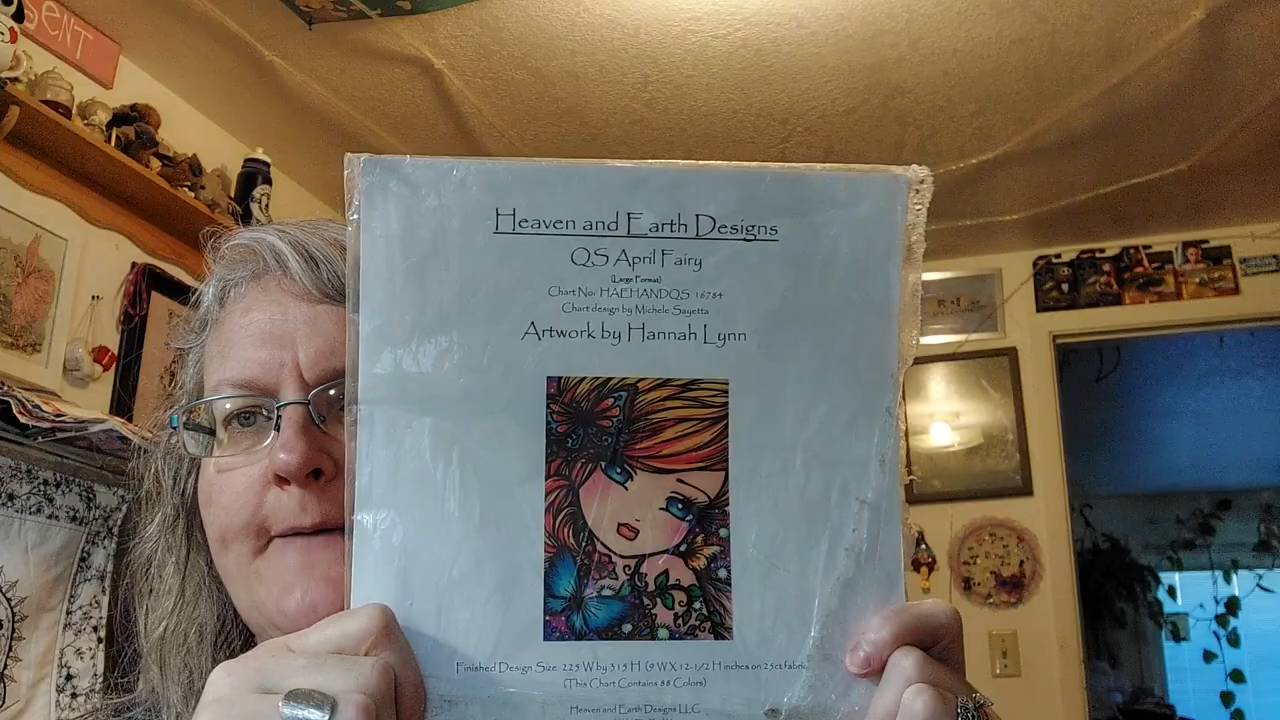 SENT
Heaven and Earth Designs
QS April Fairy
(Large Format)
Chart No: HAEHANDQS 16784
Chart design by Michele Sayetta
Artwork by Hannah Lynn
Finished Design Size: 225 W by 315 H (9 W X 12-1/2 H inches on 25ct fabric
(This Chart Contains 88 Colors)
Heaven and Earth Designs LLC